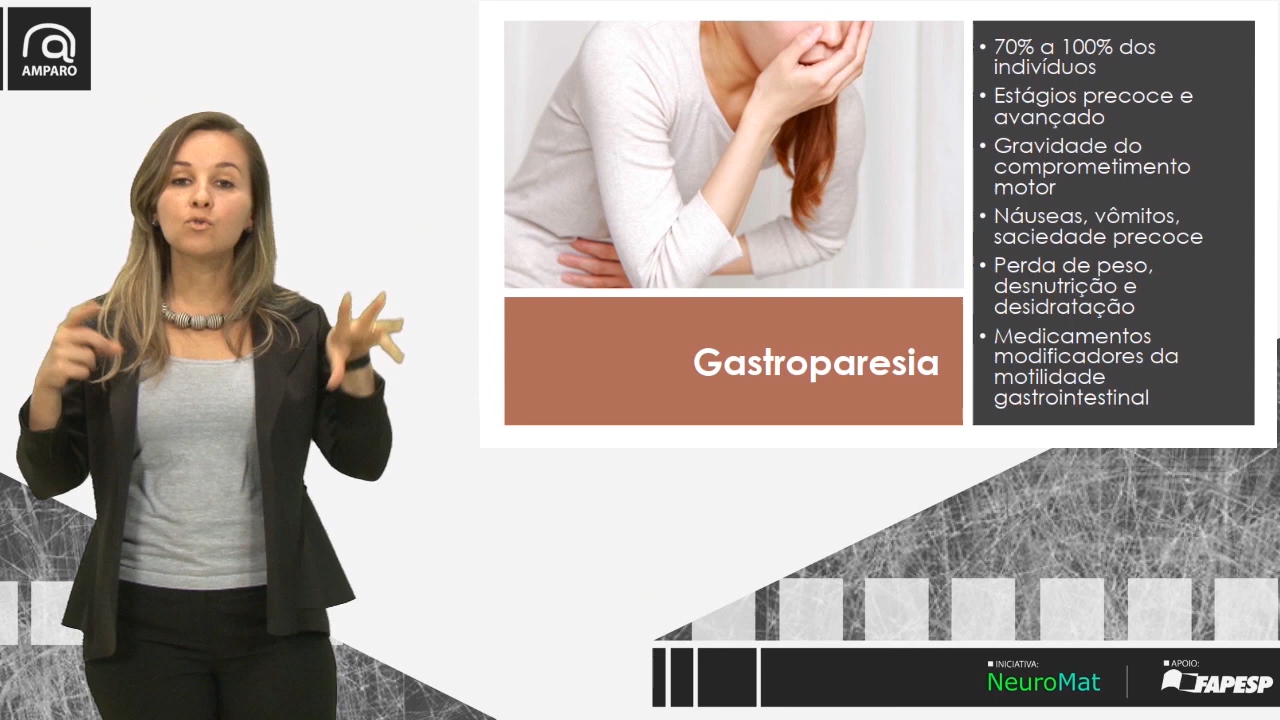 AMPARO
Gastroparesia
• 70% a 100% dos
indivíduos
• Estágios precoce e
avançado
• Gravidade do
comprometimento
motor
• Náuseas, vômitos,
saciedade precoce
• Perda de peso,
desnutrição e
desidratação
• Medicamentos
modificadores da
motilidade
gastrointestinal
INICIATIVA:
NeuroMat
APOIO:
FAPESP